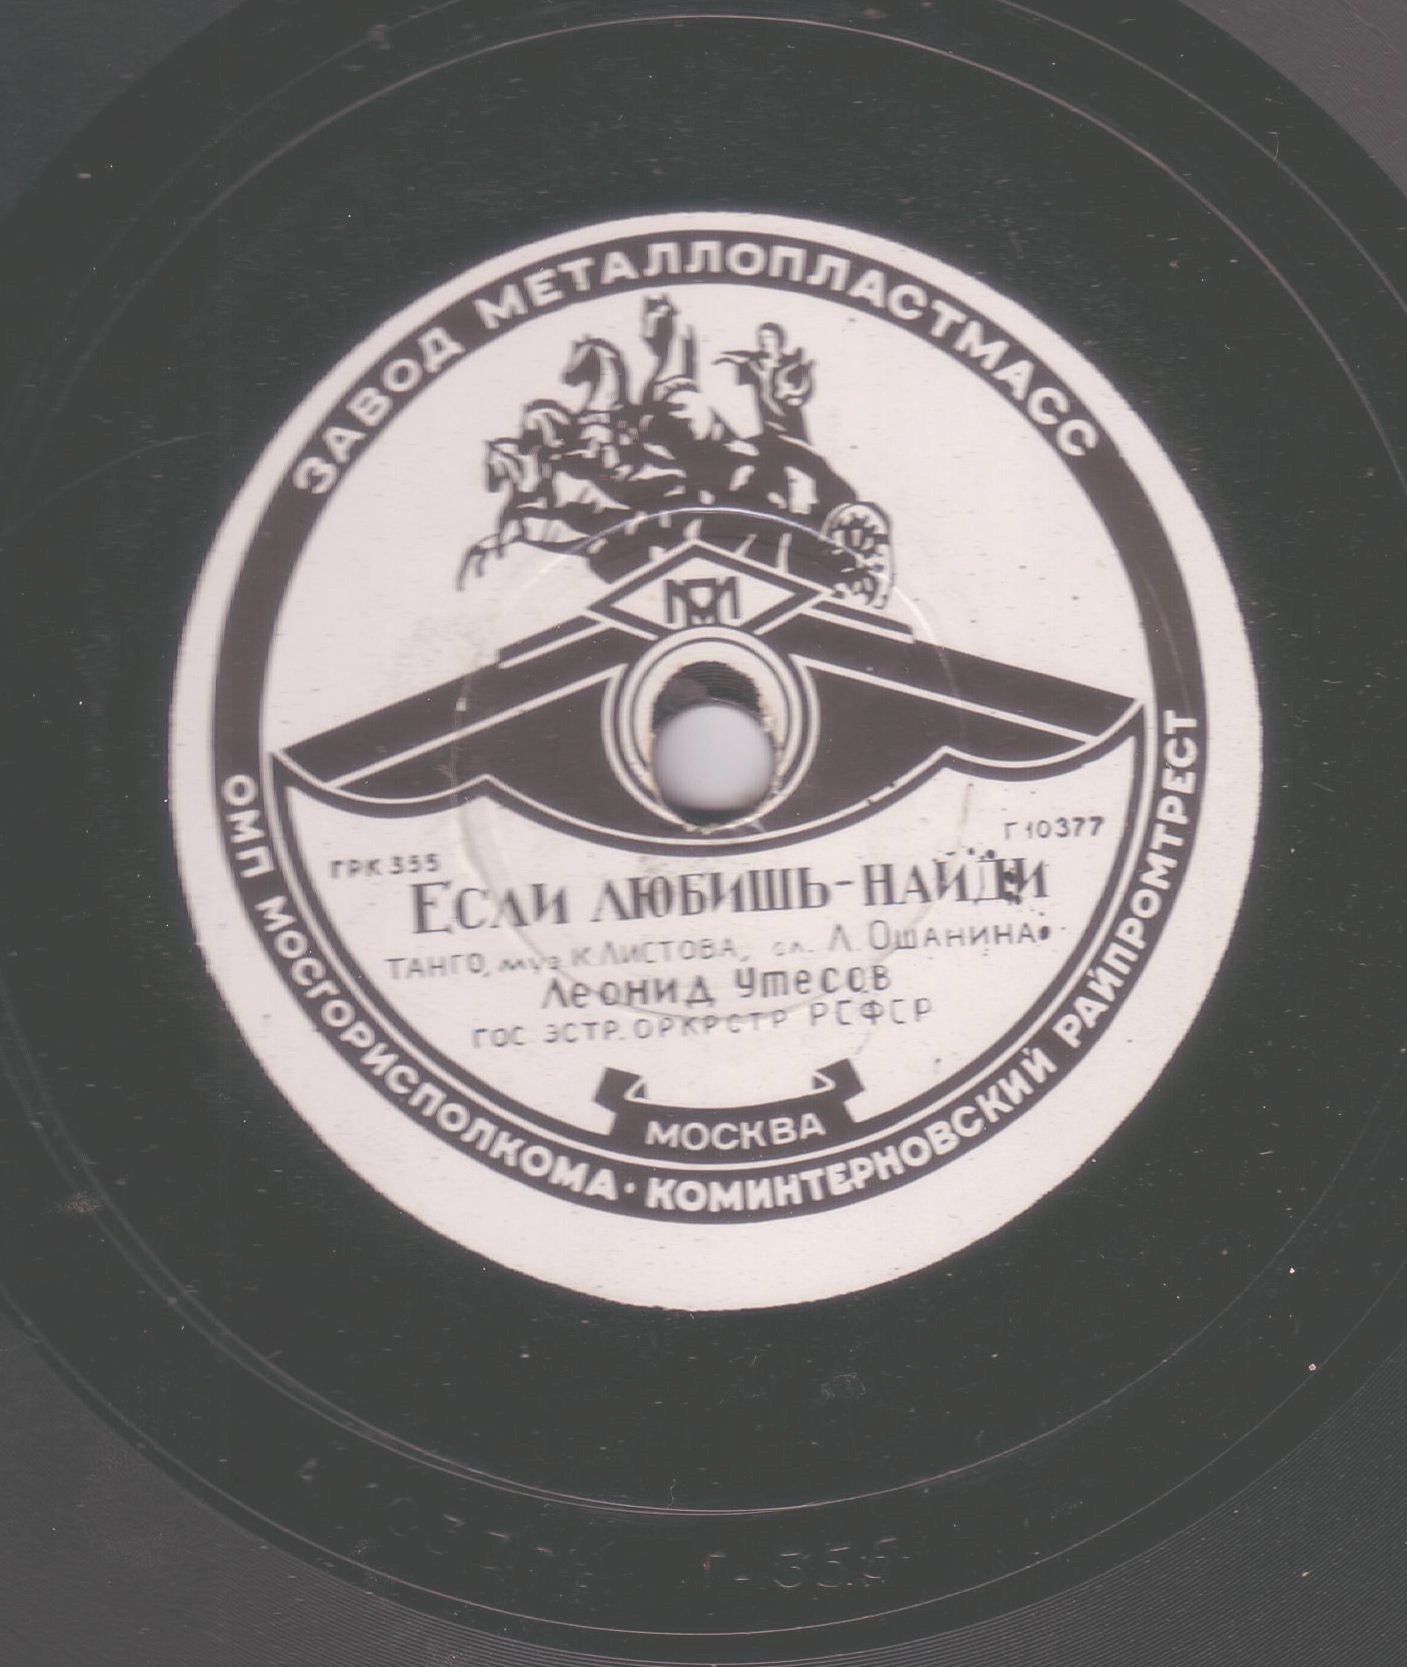 ЗАВОД МЕТАЛЛОПЛАСТМАСС
ГРК 355
Г 10377
ЕСЛИ ЛЮБИШЬ-НАЙДИ
ТАНГО, муз К. ЛИСТОВА, сл. Л. ОШАНИНА
Леонид Утесов
ГОС. ЭСТР. ОРКРСТР РСФСР
МОСКВА
ОМП МОСГОРИСПОЛКОМА · КОМИНТЕРНОВСКИЙ РАЙПРОМТРЕСТ